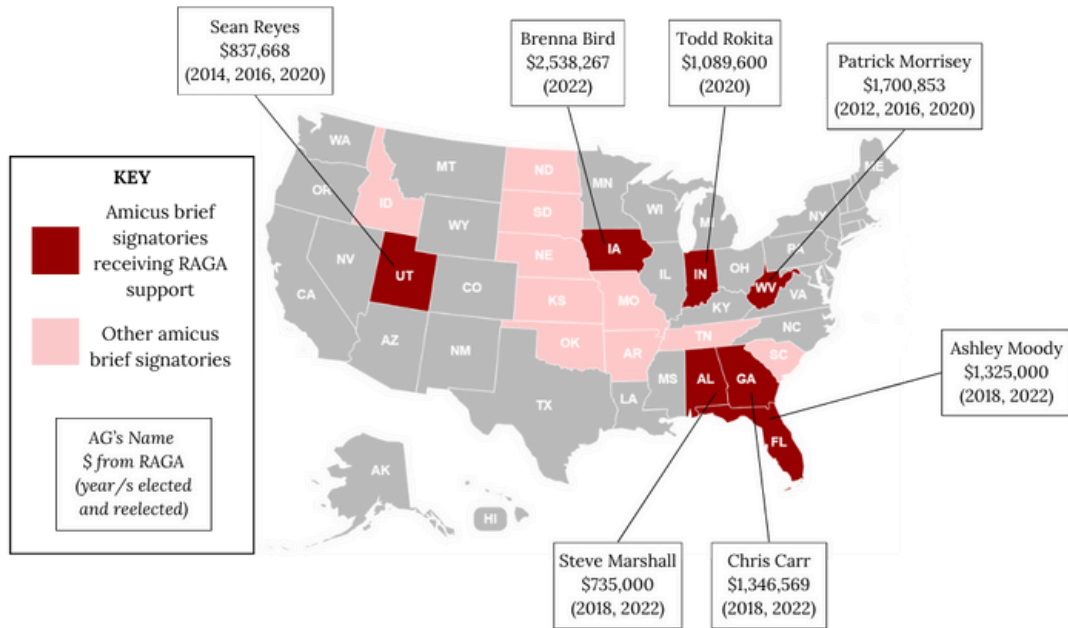 Sean Reyes
$837,668
(2014, 2016, 2020)
Brenna Bird
$2,538,267
(2022)
Todd Rokita
$1,089,600
(2020)
Patrick Morrisey
$1,700,853
(2012, 2016, 2020)
KEY
Amicus brief
signatories
receiving RAGA
support
Other amicus
brief signatories
AG's Name
$ from RAGA
(year/s elected
and reelected)
WA
OR
CA
NV
ID
MT
WY
UT
AZ
CO
NM
ND
SD
NE
KS
OK
TX
MN
IA
MO
AR
LA
WI
IL
MS
MI
IN
KY
TN
AL
OH
WV
GA
FL
SC
NC
VA
PA
NY
ME
AK
HI
Ashley Moody
$1,325,000
(2018, 2022)
Steve Marshall
$735,000
(2018, 2022)
Chris Carr
$1,346,569
(2018, 2022)